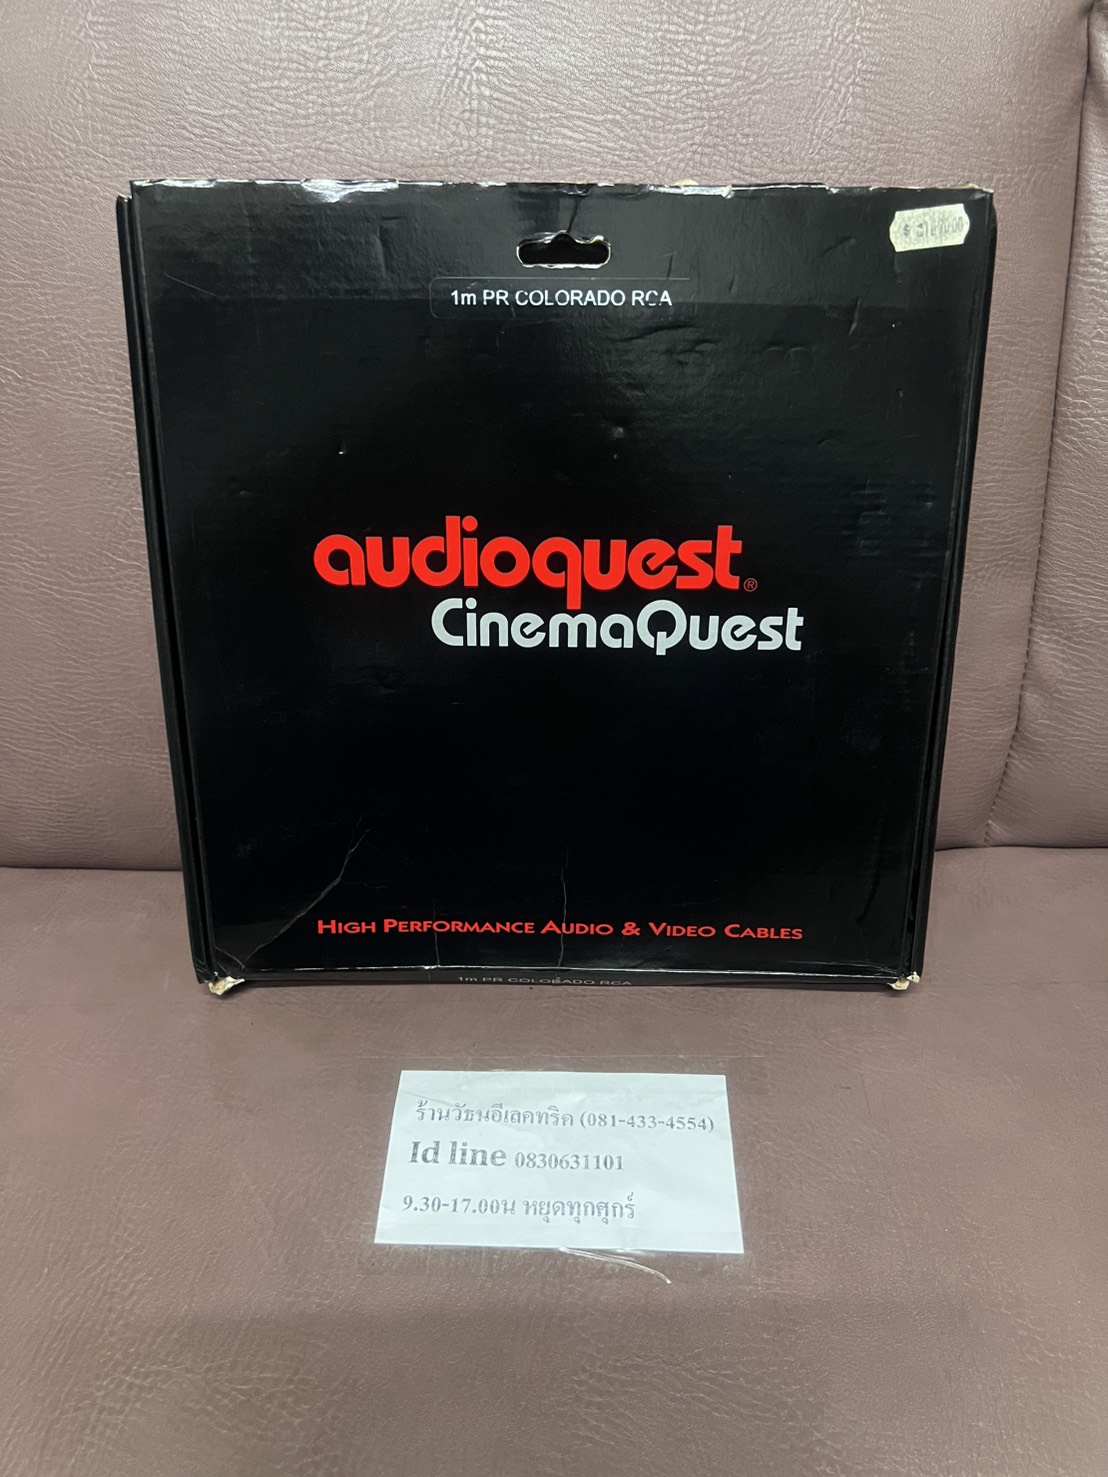 1m PR COLORADO RCA
audioquest®
CinemaQuest
HIGH PERFORMANCE AUDIO & VIDEO CABLES
1m PR COLORADO RCA
ร้านวัธนอีเลคทริค (081-433-4554)
Id line 0830631101
9.30-17.00น หยุดทุกศุกร์